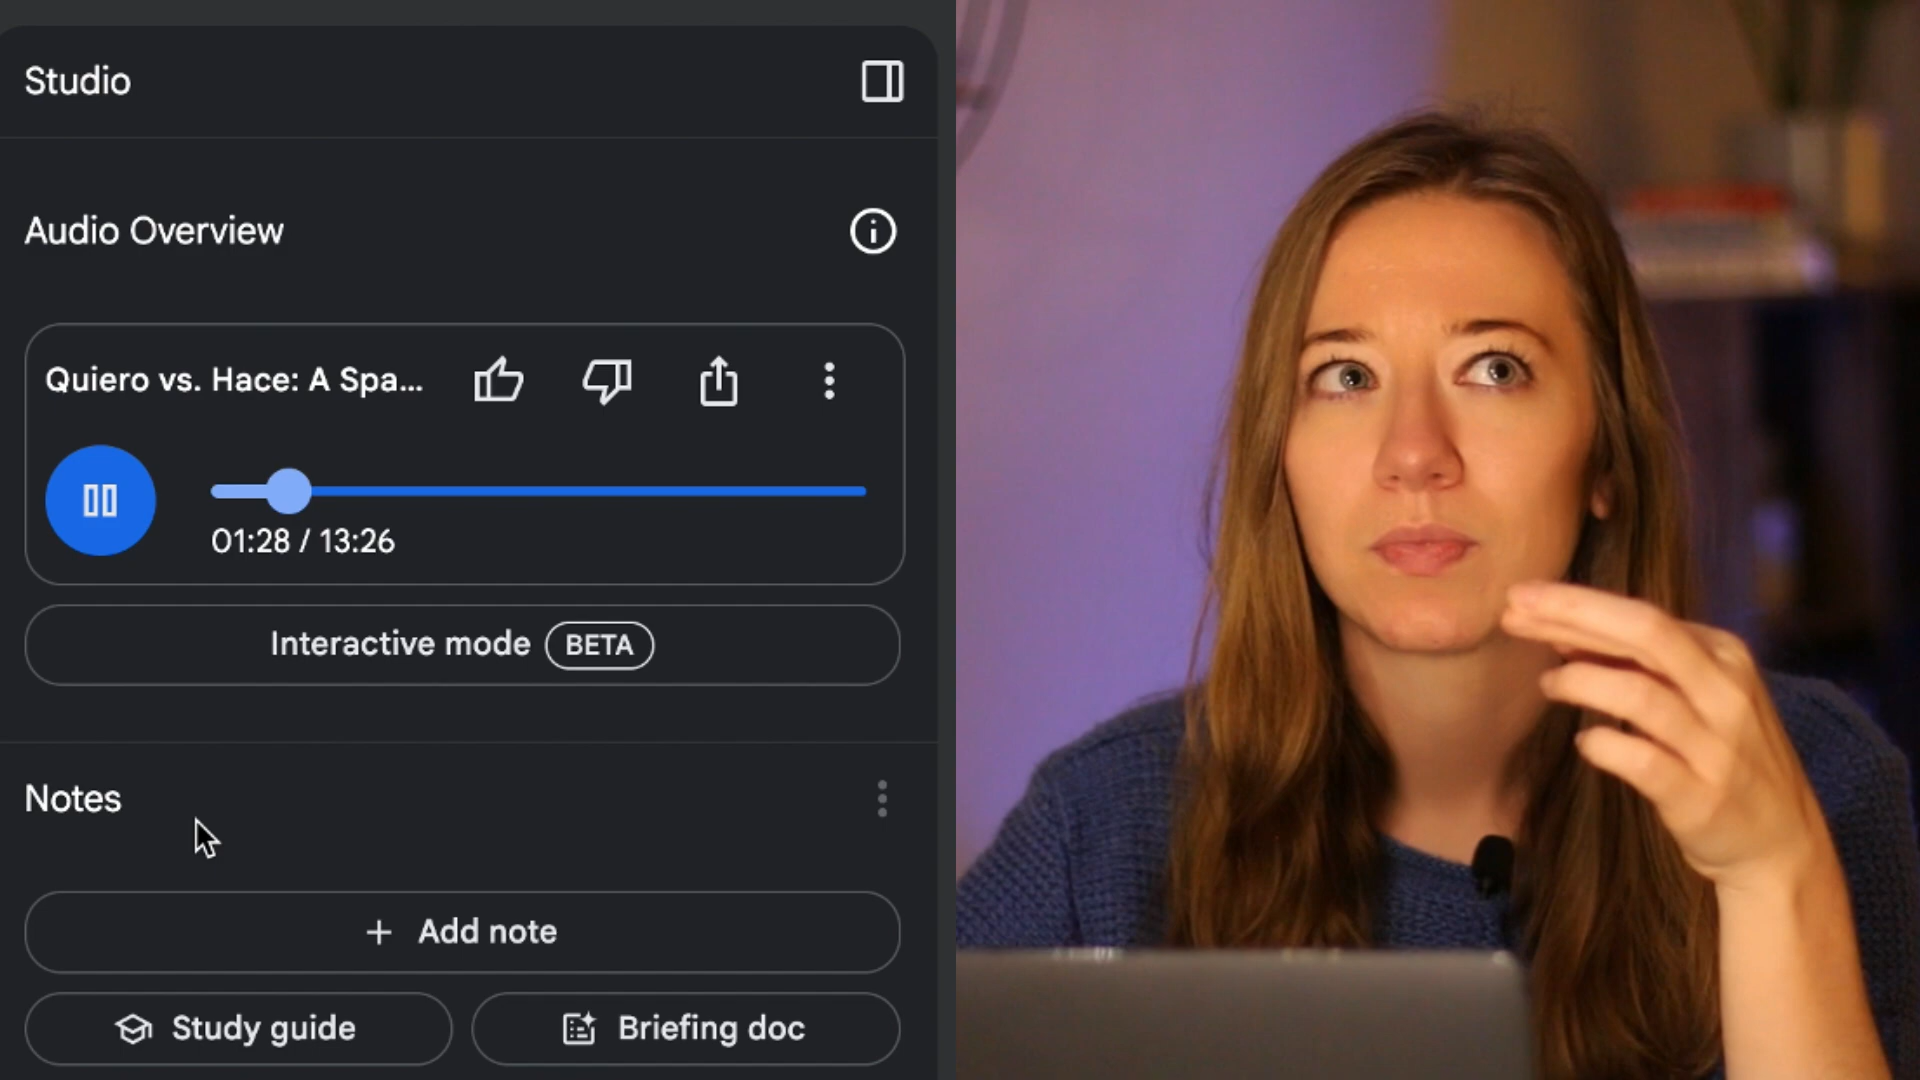 Studio
Audio Overview
Quiero vs. Hace: A Spa...
01:28 / 13:26
Interactive mode BETA
Notes
+ Add note
Study guide
Briefing doc